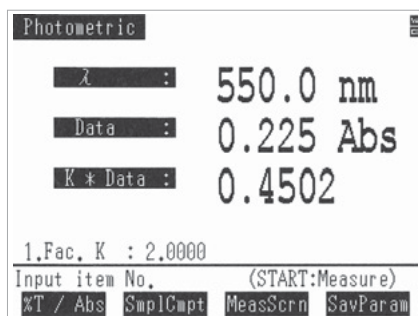 Photometric
λ : 550.0 nm
Data : 0.225 Abs
K * Data : 0.4502
1.Fac. K : 2.0000
Input item No. (START:Measure)
%T / Abs SmplCmpt MeasScrn SavParam